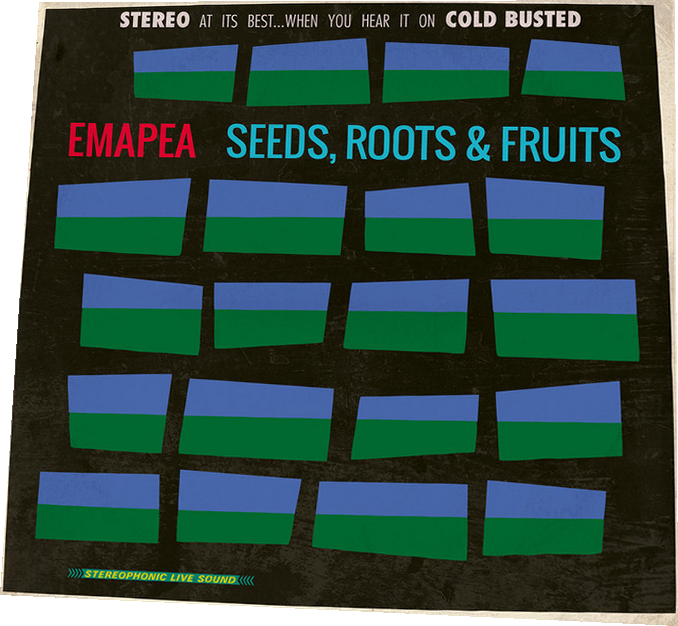 STEREO AT ITS BEST...WHEN YOU HEAR IT ON COLD BUSTED
EMAPEA SEEDS, ROOTS & FRUITS
STEREOPHONIC LIVE SOUND